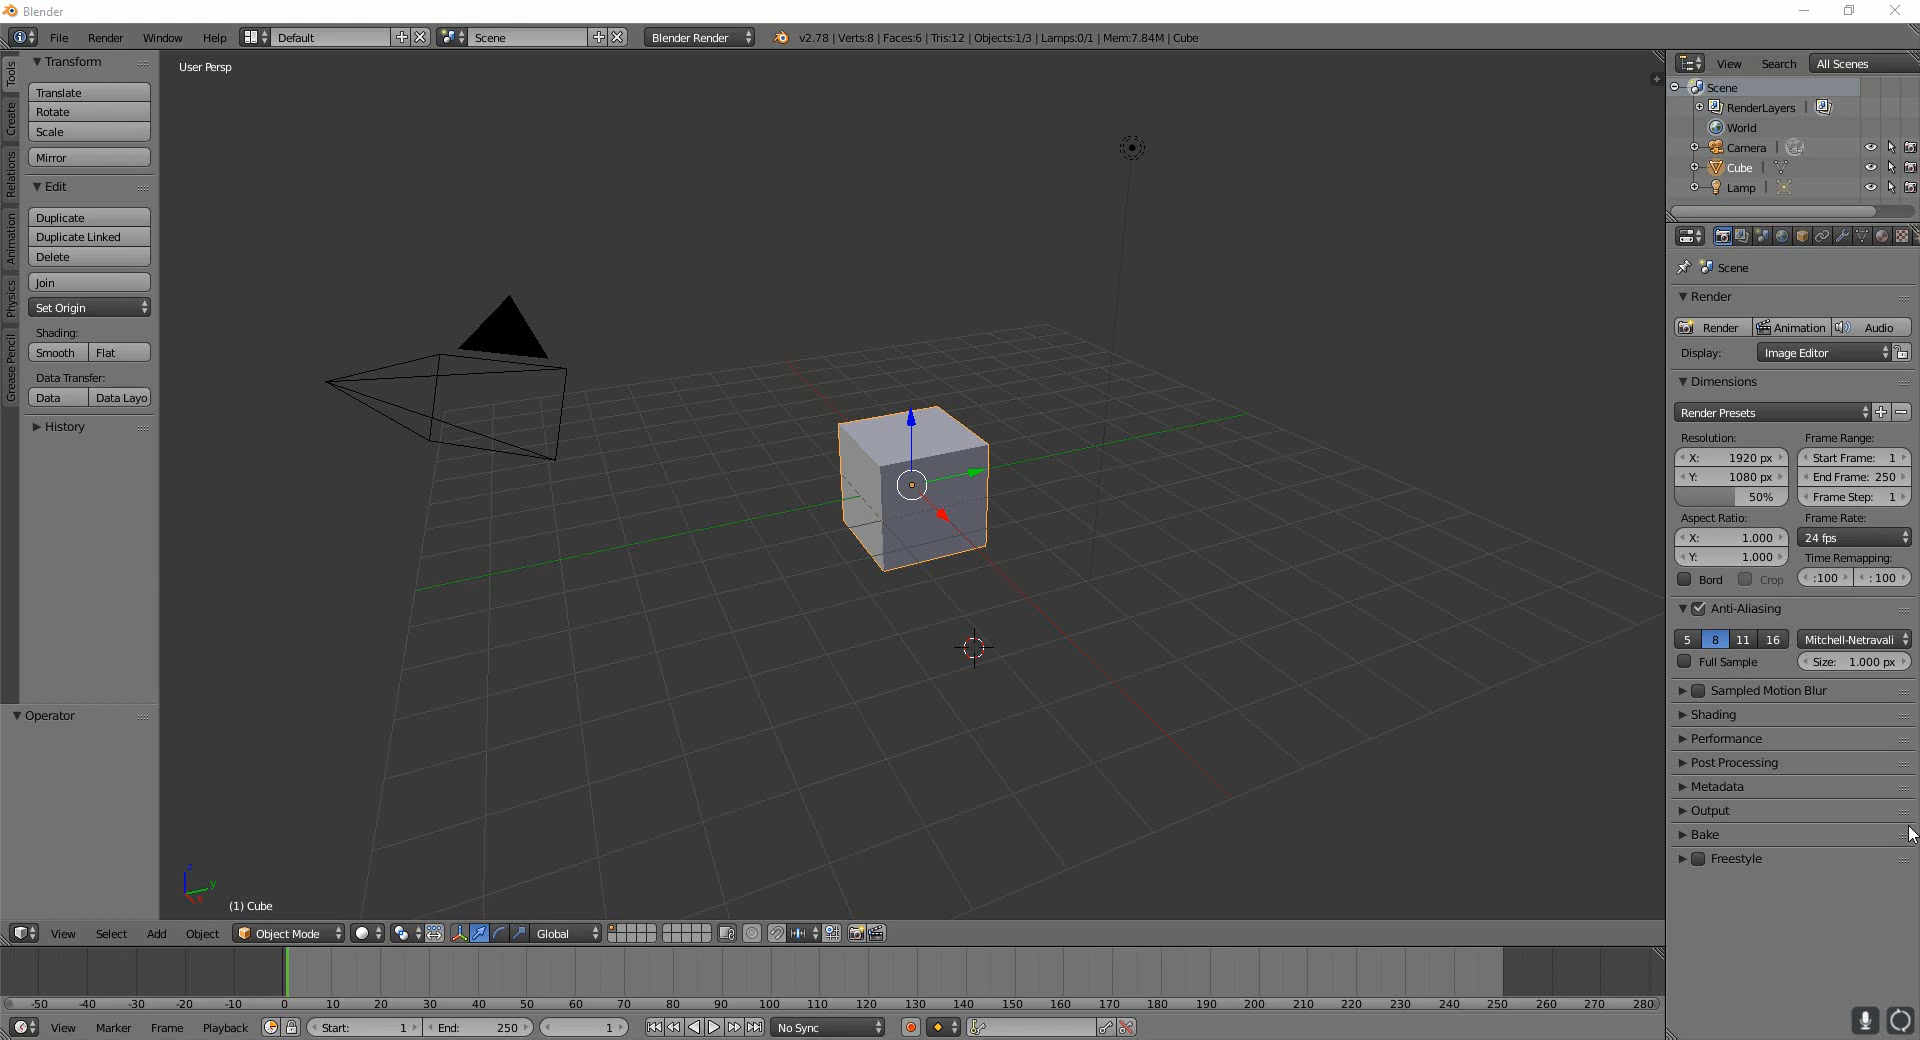 Blender
File Render Window Help Default Scene Blender Render v2.78 | Verts:8 | Faces:6 | Tris:12 | Objects:1/3 | Lamps:0/1 | Mem:7.84M | Cube
Tools
Create
Relations
Animation
Physics
Grease Pencil
Transform
Translate
Rotate
Scale
Mirror
Edit
Duplicate
Duplicate Linked
Delete
Join
Set Origin
Shading:
Smooth Flat
Data Transfer:
Data Data Layo
History
Operator
User Persp
z
y
(1) Cube
View Select Add Object Object Mode Global
-50 -40 -30 -20 -10 0 10 20 30 40 50 60 70 80 90 100 110 120 130 140 150 160 170 180 190 200 210 220 230 240 250 260 270 280
View Marker Frame Playback Start: 1 End: 250 1 No Sync
View Search All Scenes
Scene
RenderLayers |
World
Camera |
Cube |
Lamp |
Scene
Render
Render Animation Audio
Display: Image Editor
Dimensions
Render Presets
Resolution: Frame Range:
X: 1920 px Start Frame: 1
Y: 1080 px End Frame: 250
50% Frame Step: 1
Aspect Ratio: Frame Rate:
X: 1.000 24 fps
Y: 1.000 Time Remapping:
Bord Crop :100 : 100
Anti-Aliasing
5 8 11 16 Mitchell-Netravali
Full Sample Size: 1.000 px
Sampled Motion Blur
Shading
Performance
Post Processing
Metadata
Output
Bake
Freestyle